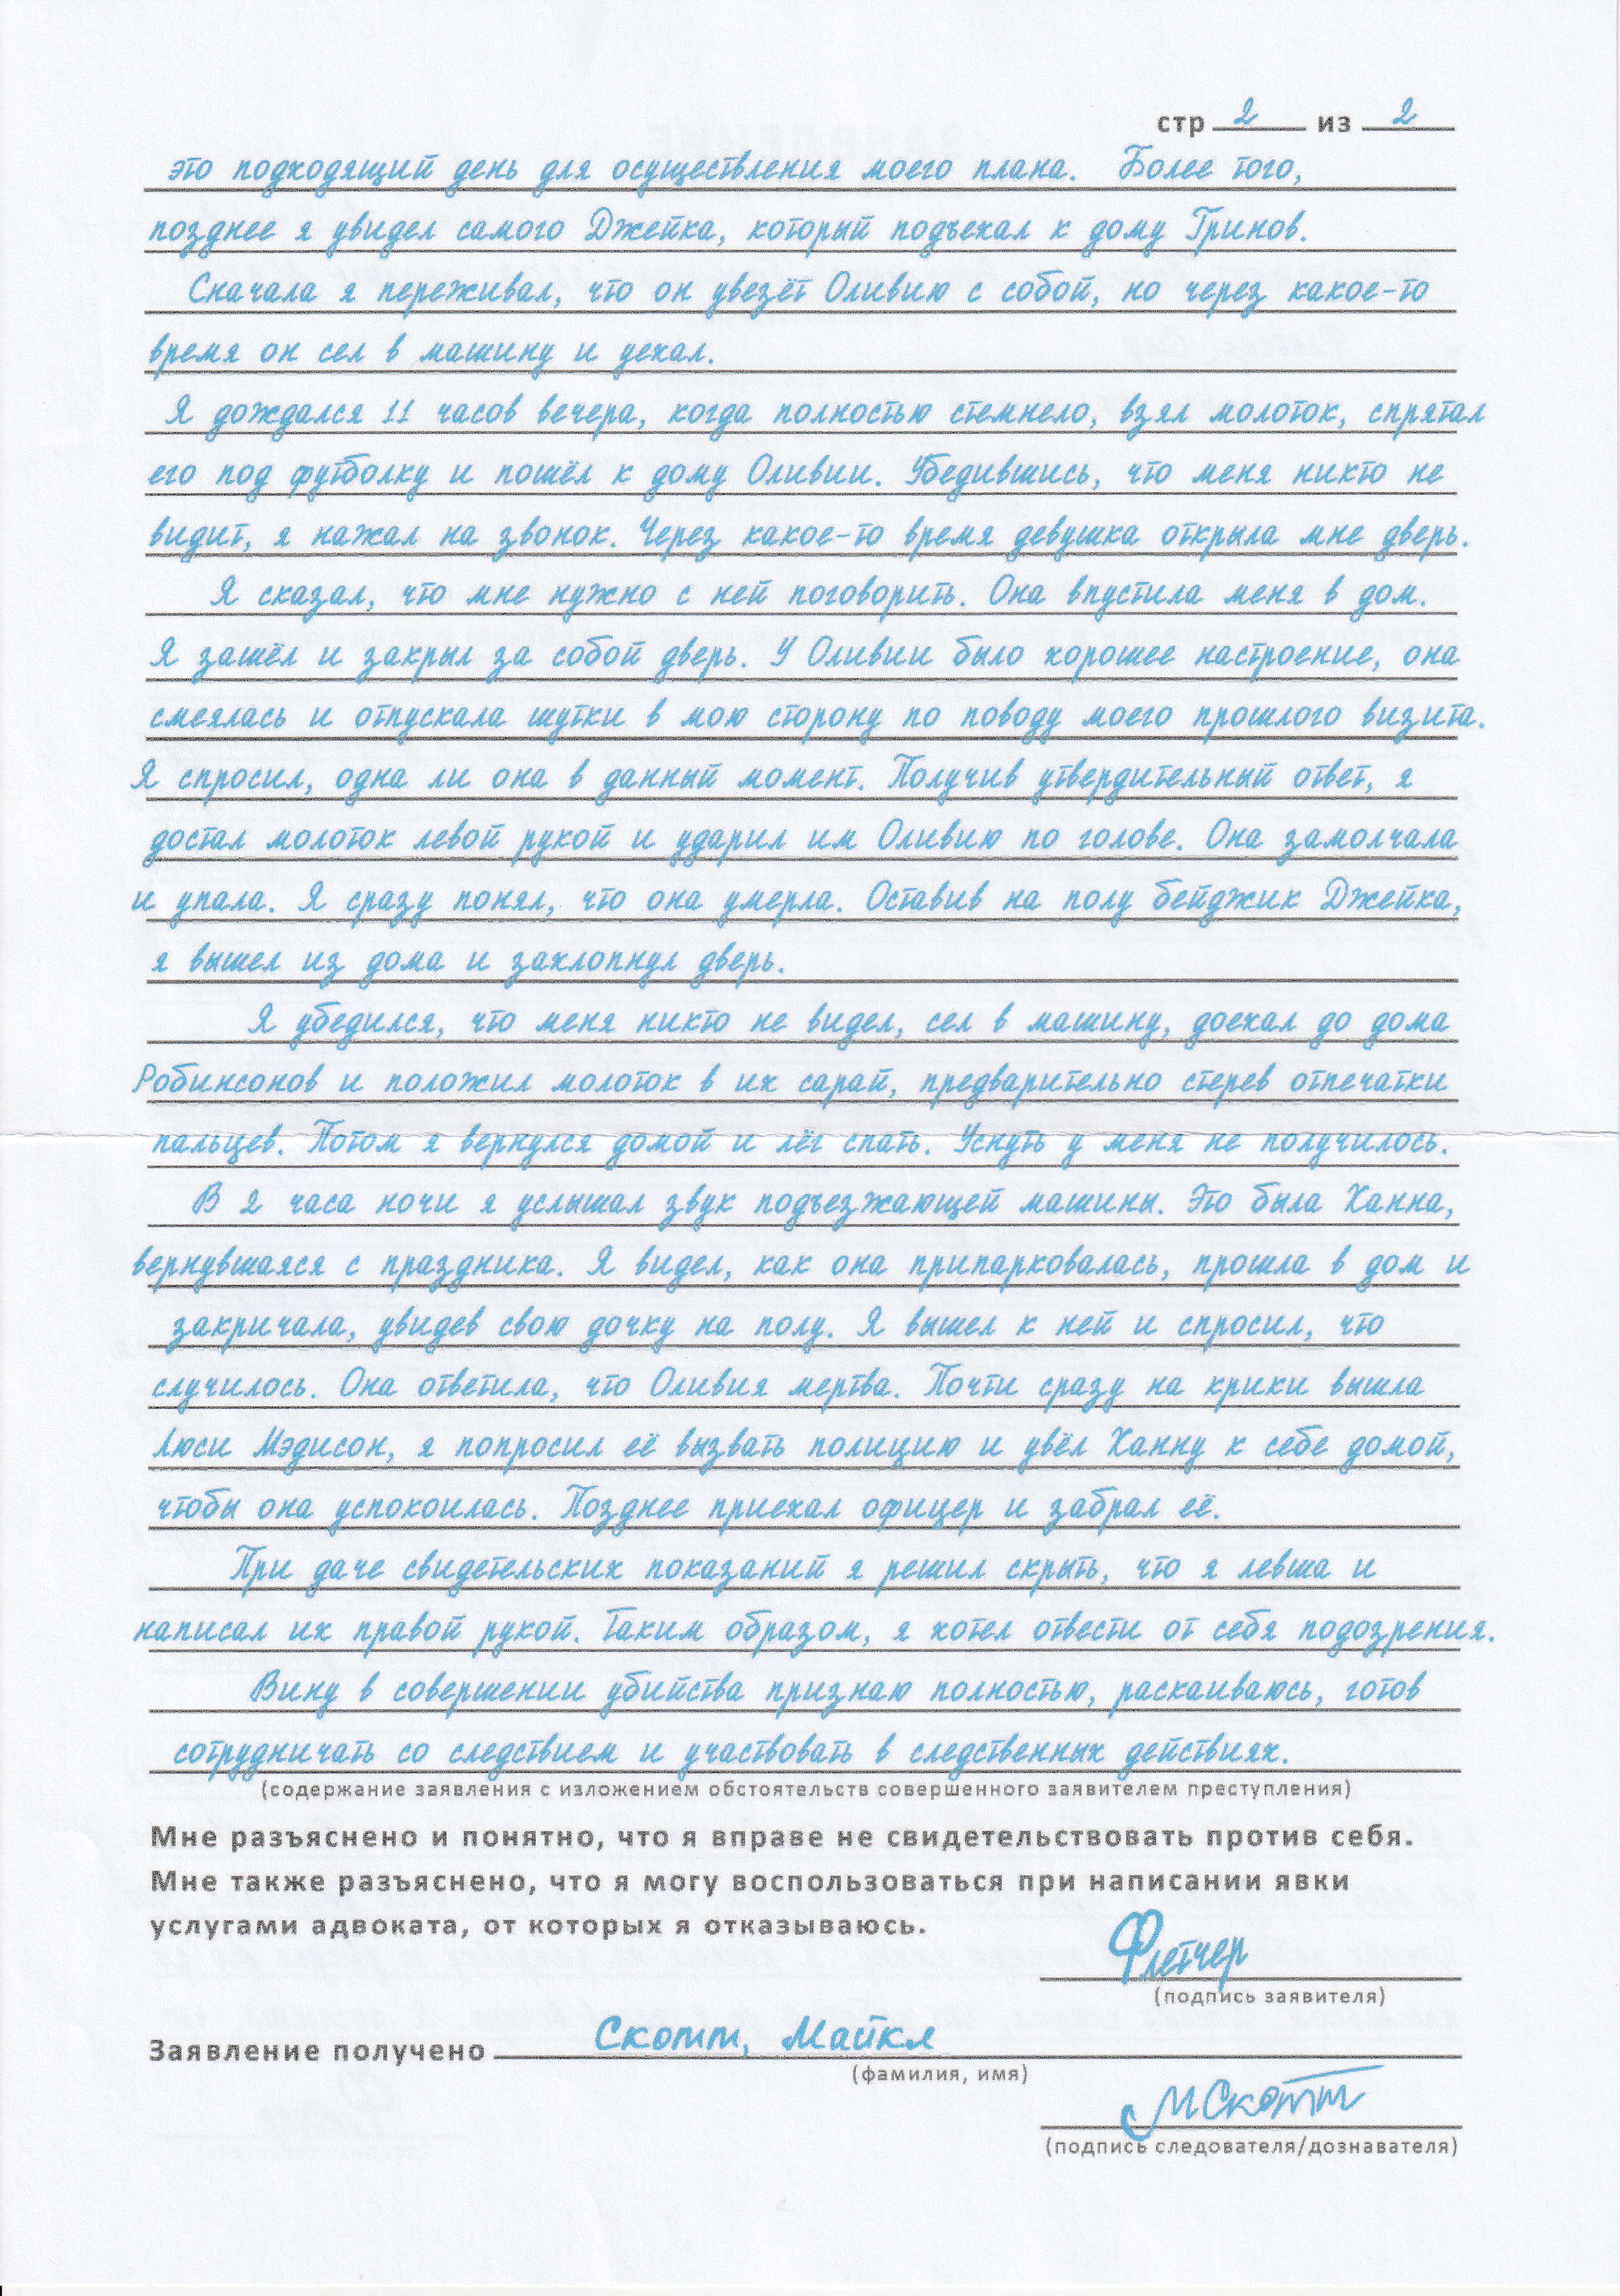 стр 2 из 2
это подходящий день для осуществления моего плана. Более того,
позднее я увидел самого Джейка, который подъехал к дому Гринов.
Сначала я переживал, что он увезёт Оливию с собой, но через какое-то
время он сел в машину и уехал.
Я дождался 11 часов вечера, когда полностью стемнело, взял молоток, спрятал
его под футболку и пошёл к дому Оливии. Убедившись, что меня никто не
видит, я нажал на звонок. Через какое-то время девушка открыла мне дверь.
Я сказал, что мне нужно с ней поговорить. Она впустила меня в дом.
Я зашёл и закрыл за собой дверь. У Оливии было хорошее настроение, она
смеялась и отпускала шутки в мою сторону по поводу моего прошлого визита.
Я спросил, одна ли она в данный момент. Получив утвердительный ответ, я
достал молоток левой рукой и ударил им Оливию по голове. Она замолчала
и упала. Я сразу понял, что она умерла. Оставив на полу бейджик Джейка,
я вышел из дома и захлопнул дверь.
Я убедился, что меня никто не видел, сел в машину, доехал до дома
Робинсонов и положил молоток в их сарай, предварительно стерев отпечатки
пальцев. Потом я вернулся домой и лёг спать. Уснуть у меня не получилось.
В 2 часа ночи я услышал звук подъезжающей машины. Это была Ханна,
вернувшаяся с праздника. Я видел, как она припарковалась, прошла в дом и
закричала, увидев свою дочку на полу. Я вышел к ней и спросил, что
случилось. Она ответила, что Оливия мертва. Почти сразу на крики вышла
Люси Мэдисон, я попросил её вызвать полицию и увёл Ханну к себе домой,
чтобы она успокоилась. Позднее приехал офицер и забрал её.
При даче свидетельских показаний я решил скрыть, что я левша и
написал их правой рукой. Таким образом, я хотел отвести от себя подозрения.
Вину в совершении убийства признаю полностью, раскаиваюсь, готов
сотрудничать со следствием и участвовать в следственных действиях.
(содержание заявления с изложением обстоятельств совершенного заявителем преступления)
Мне разъяснено и понятно, что я вправе не свидетельствовать против себя.
Мне также разъяснено, что я могу воспользоваться при написании явки
услугами адвоката, от которых я отказываюсь.
Флетчер
(подпись заявителя)
Заявление получено Скотт, Майкл
(фамилия, имя)
МСкотт
(подпись следователя/дознавателя)